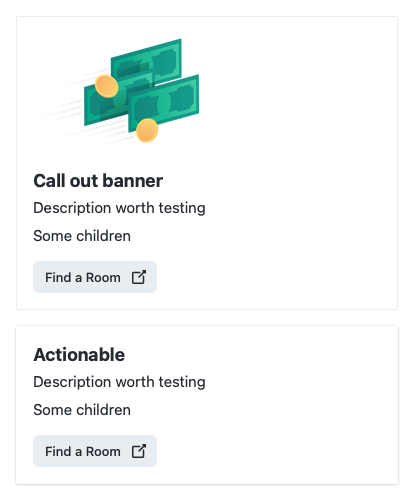 Call out banner
Description worth testing
Some children
Find a Room
Actionable
Description worth testing
Some children
Find a Room